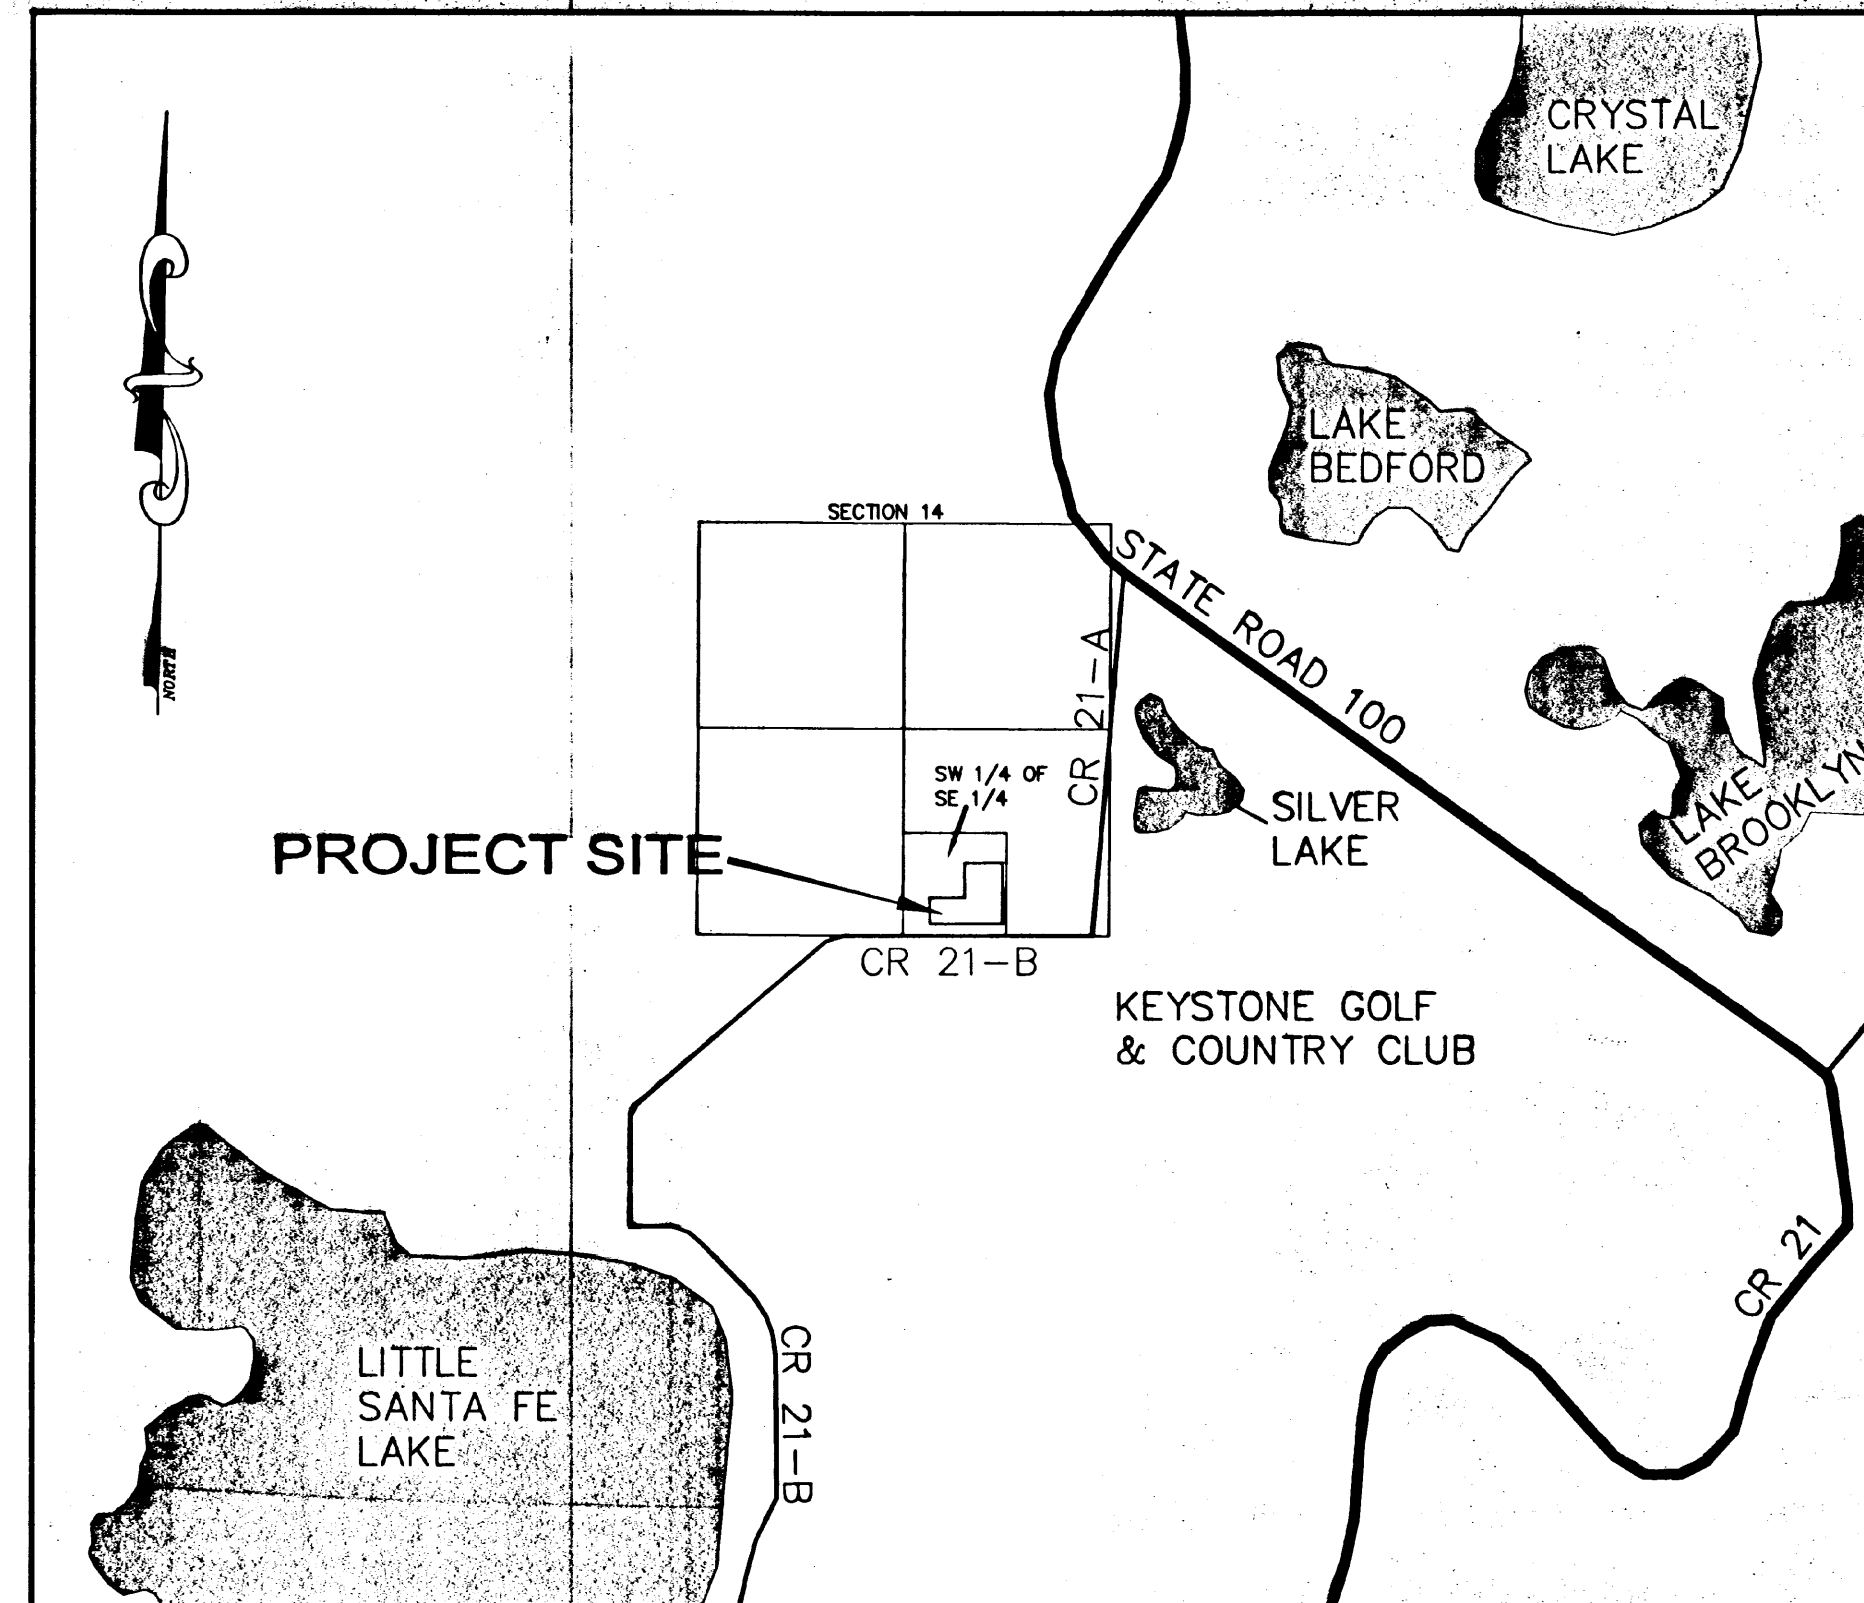 CRYSTAL
LAKE
LAKE
BEDFORD
SECTION 14
STATE ROAD 100
CR 21-A
NORTH
SW 1/4 OF
SE 1/4
SILVER
LAKE
LAKE
BROOKLYN
PROJECT SITE
CR 21-B
KEYSTONE GOLF
& COUNTRY CLUB
CR 21
LITTLE
SANTA FE
LAKE
CR 21-B